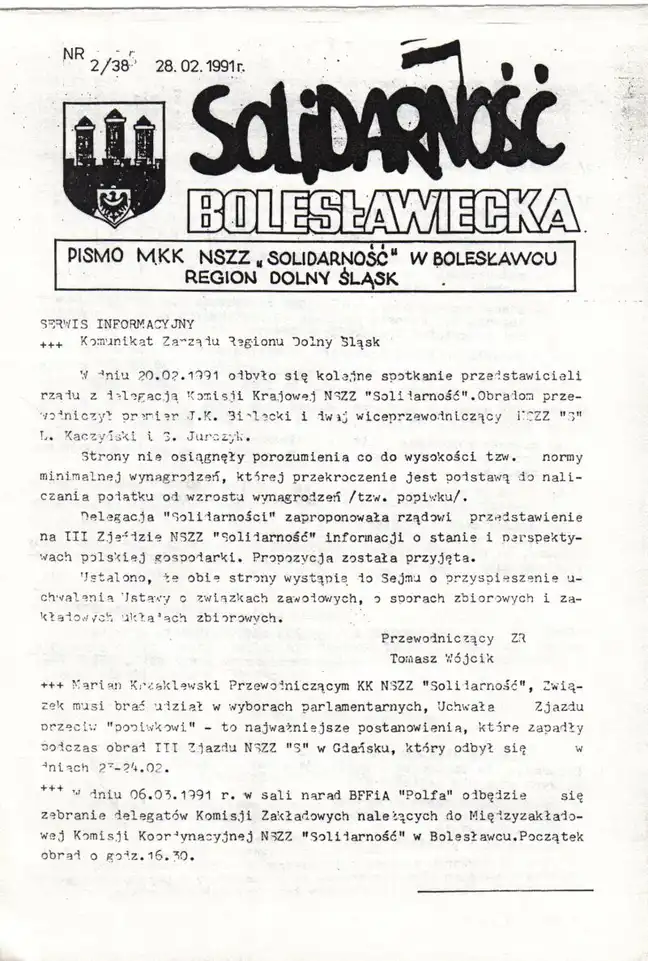 NR 2/38 28.02.1991r.
SOLIDARNOŚĆ
BOLESŁAWIECKA
PISMO MKK NSZZ „SOLIDARNOŚĆ" W BOLESŁAWCU
REGION DOLNY ŚLĄSK
SERWIS INFORMACYJNY
+++ Komunikat Zarządu Regionu Dolny Śląsk
W dniu 20.02.1991 odbyło się kolejne spotkanie przedstawicieli
rządu z delegacją Komisji Krajowej NSZZ "Solidarność".Obradom prze-
wodniczył premier J.K. Bielecki i dwaj wiceprzewodniczący NSZZ "S"
L. Kaczyński i S. Jurczyk.
Strony nie osiągnęły porozumienia co do wysokości tzw. normy
minimalnej wynagrodzeń, której przekroczenie jest podstawą do nali-
czania podatku od wzrostu wynagrodzeń /tzw. popiwku/.
Delegacja "Solidarności" zaproponowała rządowi przedstawienie
na III Zjeździe NSZZ "Solidarność" informacji o stanie i perspekty-
wach polskiej gospodarki. Propozycja została przyjęta.
Ustalono, że obie strony wystąpią do Sejmu o przyspieszenie u-
chwalenia Ustawy o związkach zawodowych, o sporach zbiorowych i za-
kładowych układach zbiorowych.
Przewodniczący ZR
Tomasz Wójcik
+++ Marian Krzaklewski Przewodniczącym KK NSZZ "Solidarność", Zwią-
zek musi brać udział w wyborach parlamentarnych, Uchwała Zjazdu
przeciw "popiwkowi" - to najważniejsze postanowienia, które zapadły
podczas obrad III Zjazdu NSZZ "S" w Gdańsku, który odbył się w
dniach 23-24.02.
+++ W dniu 06.03.1991 r. w sali narad BFFiA "Polfa" odbędzie się
zebranie delegatów Komisji Zakładowych należących do Międzyzakłado-
wej Komisji Koordynacyjnej NSZZ "Solidarność" w Bolesławcu.Początek
obrad o godz.16.30.